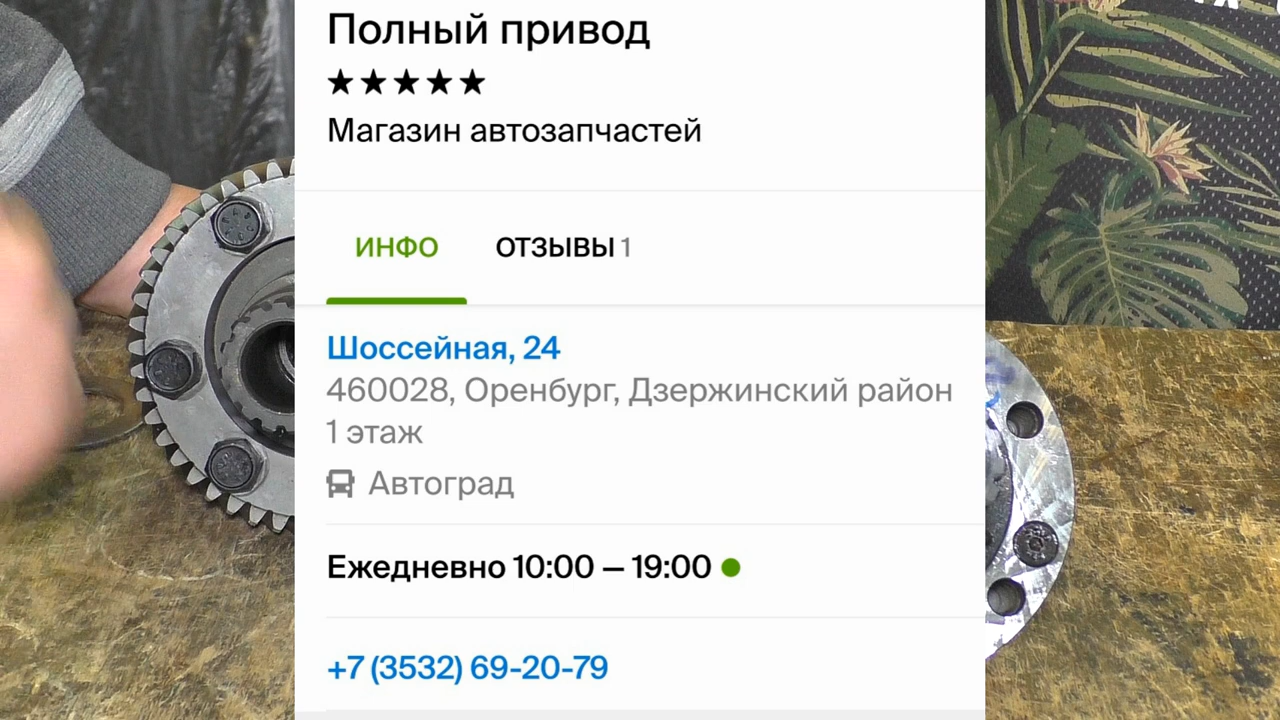 Полный привод
★★★★★
Магазин автозапчастей
ИНФО ОТЗЫВЫ 1
Шоссейная, 24
460028, Оренбург, Дзержинский район
1 этаж
Автоград
Ежедневно 10:00 – 19:00
+7 (3532) 69-20-79